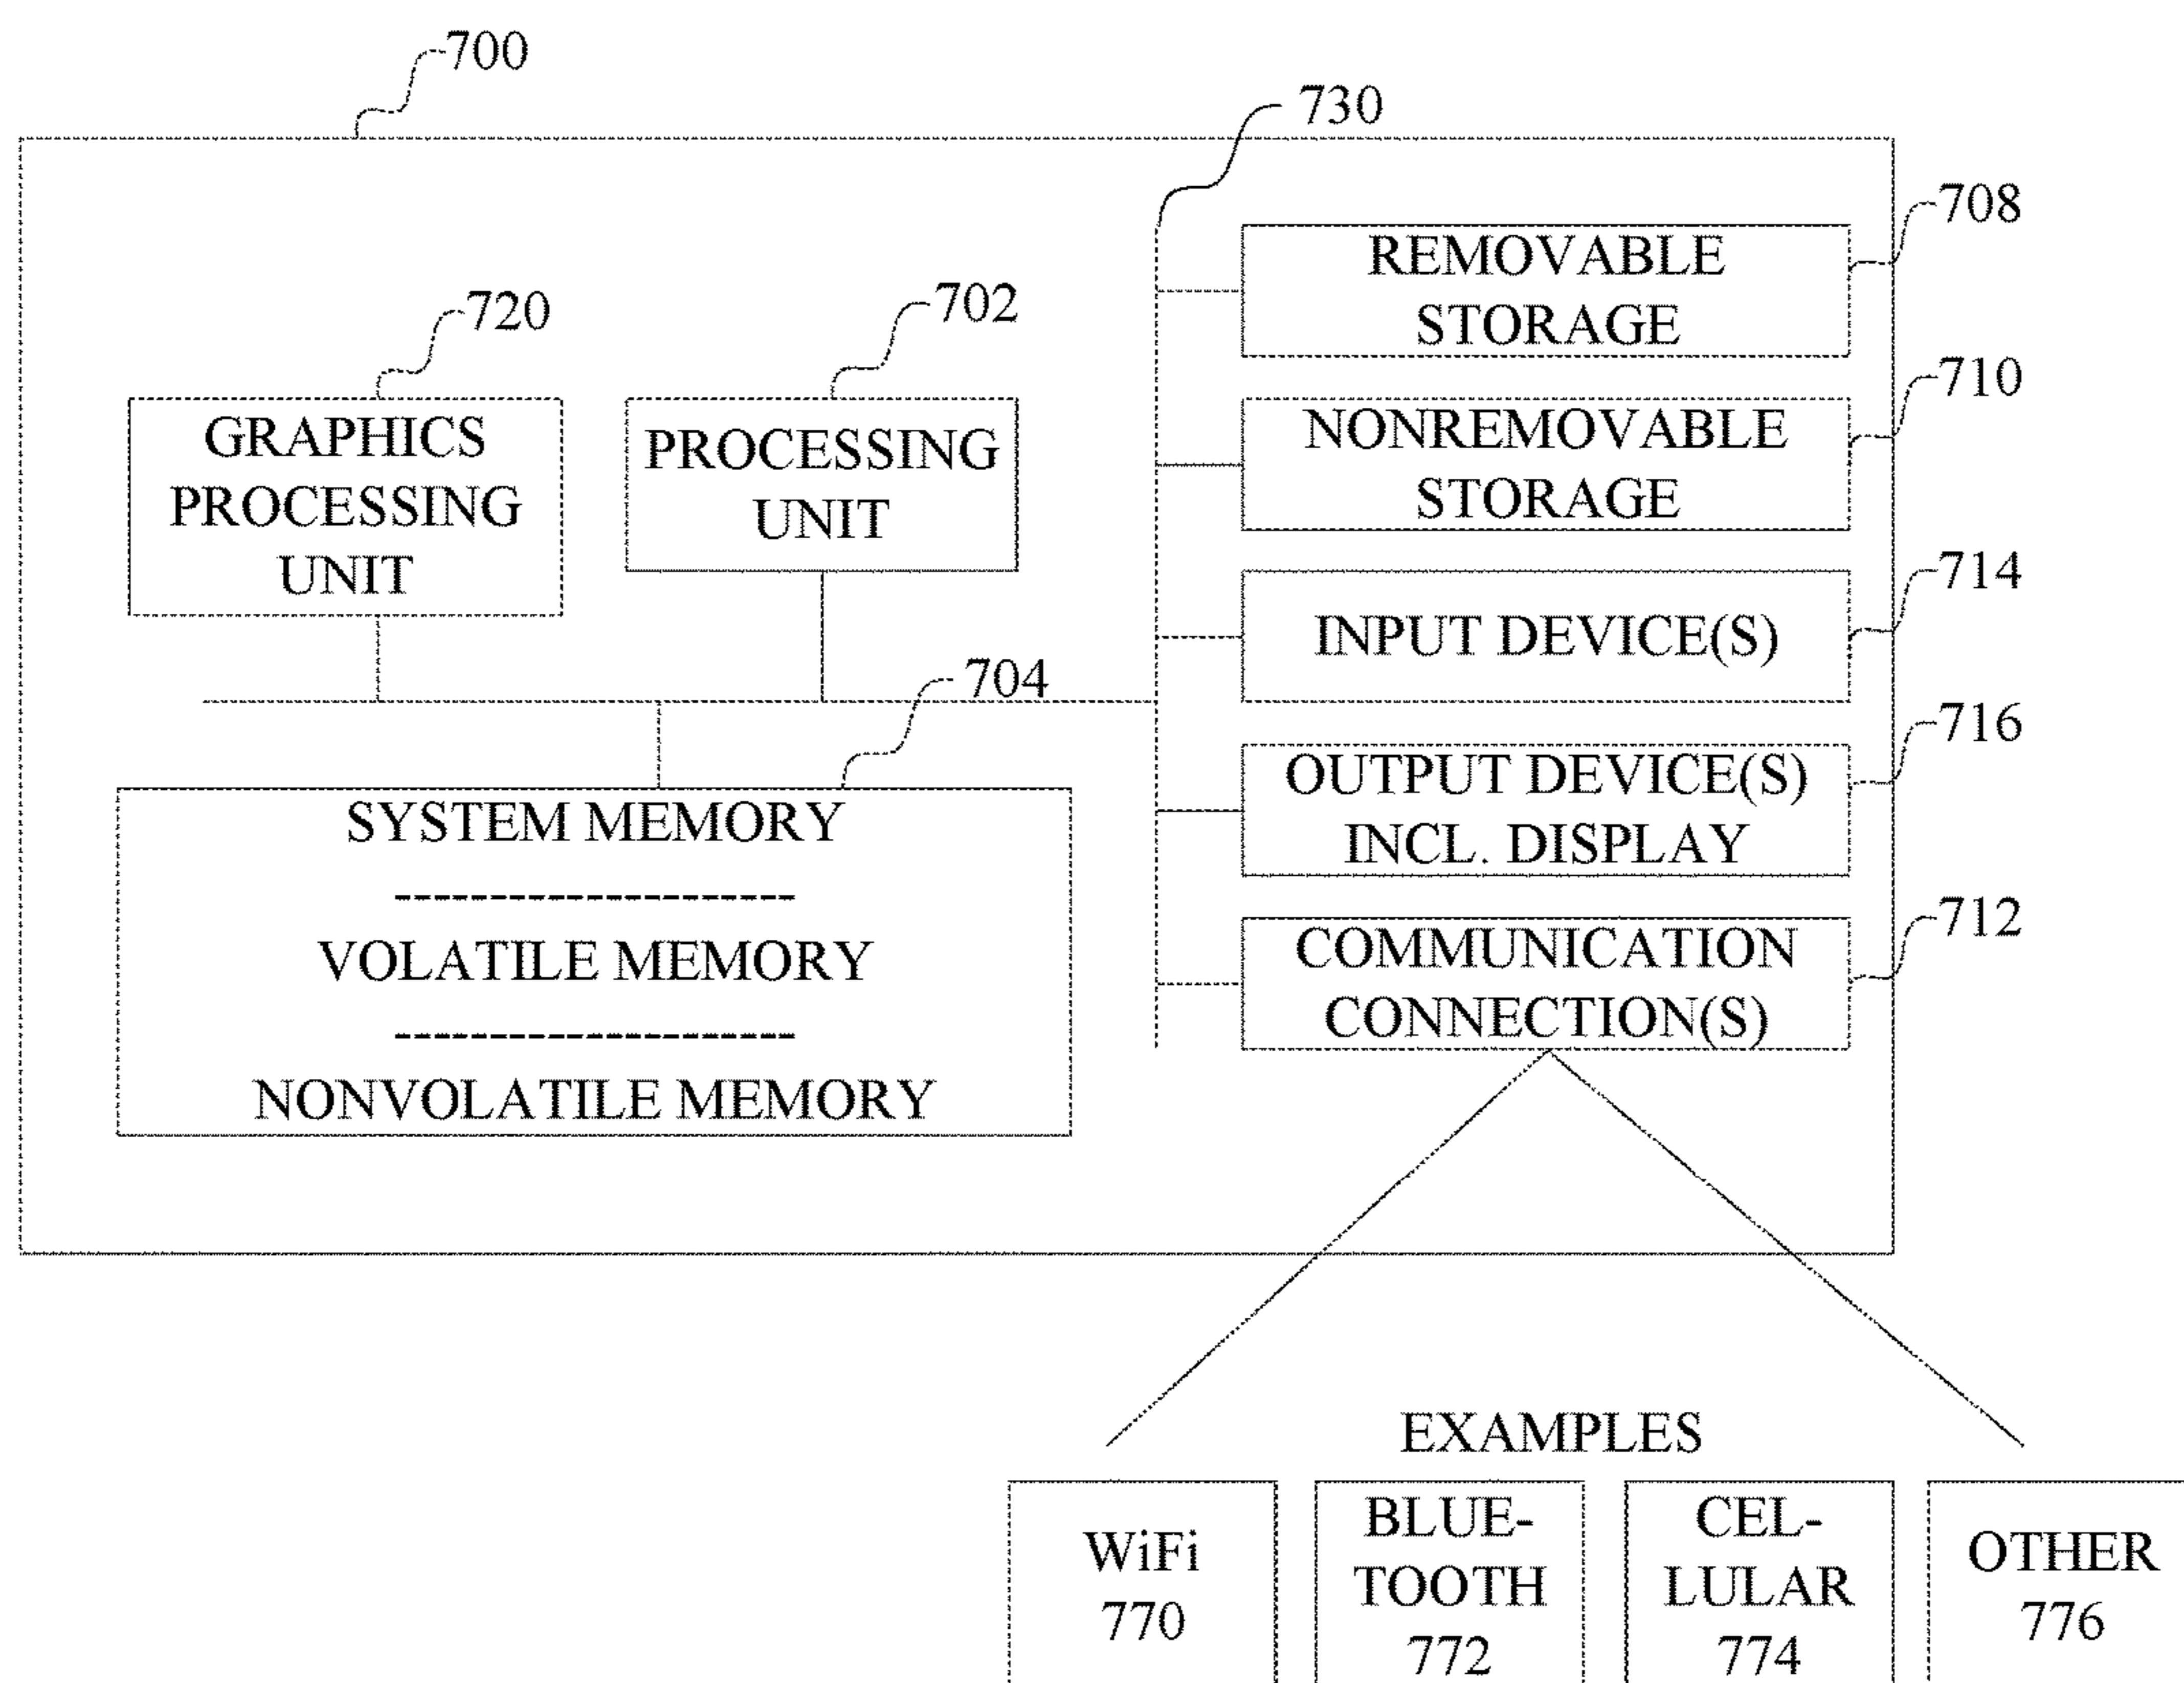 700
730
REMOVABLE
STORAGE
708
720
702
GRAPHICS
PROCESSING
UNIT
PROCESSING
UNIT
NONREMOVABLE
STORAGE
710
INPUT DEVICE(S)
714
704
SYSTEM MEMORY
VOLATILE MEMORY
NONVOLATILE MEMORY
OUTPUT DEVICE(S)
INCL. DISPLAY
716
COMMUNICATION
CONNECTION(S)
712
EXAMPLES
WiFi
770
BLUE-
TOOTH
772
CEL-
LULAR
774
OTHER
776